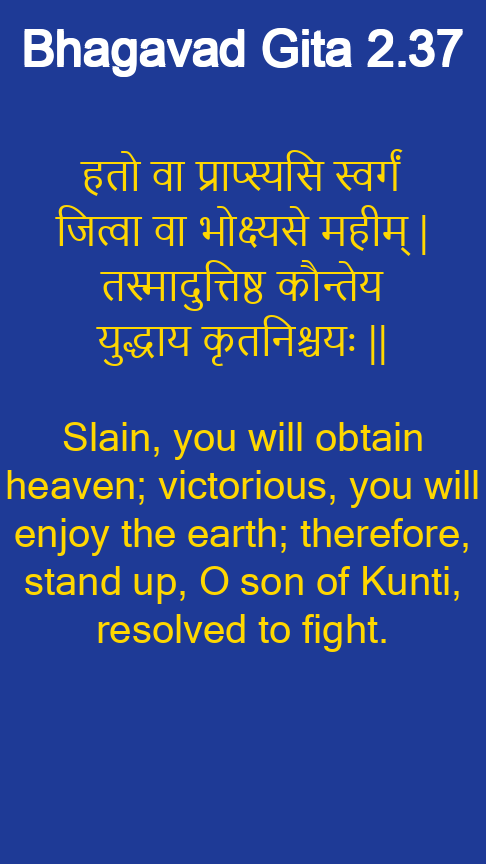 Bhagavad Gita 2.37
हतो वा प्राप्स्यसि स्वर्गं
जित्वा वा भोक्ष्यसे महीम् |
तस्मादुत्तिष्ठ कौन्तेय
युद्धाय कृतनिश्चयः ||
Slain, you will obtain
heaven; victorious, you will
enjoy the earth; therefore,
stand up, O son of Kunti,
resolved to fight.